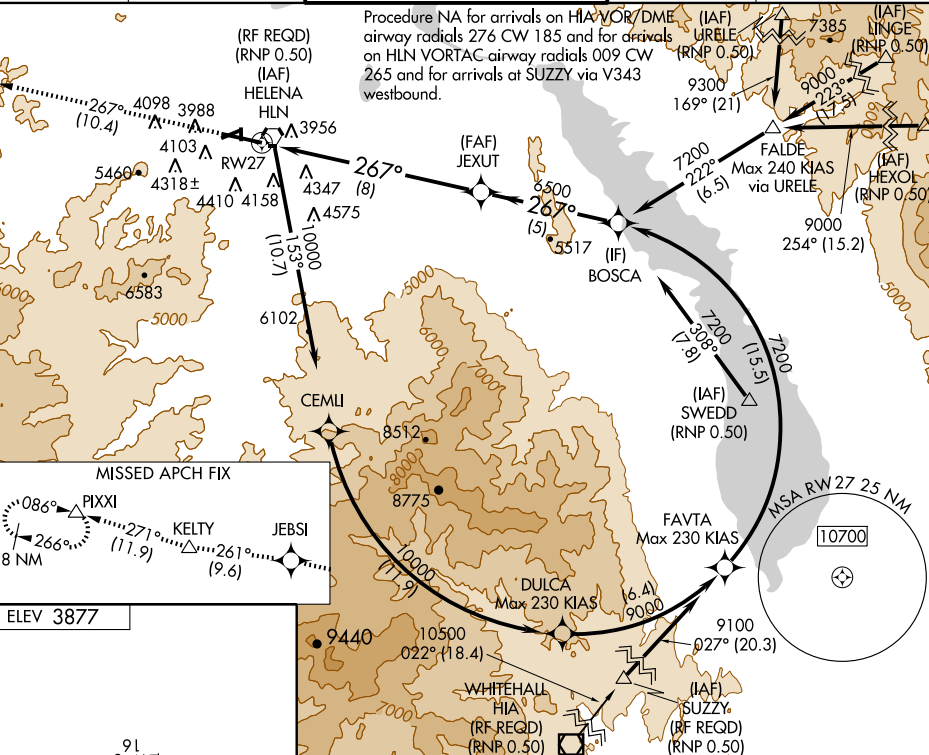 Procedure NA for arrivals on HIA VOR/DME
airway radials 276 CW 185 and for arrivals
on HLN VORTAC airway radials 009 CW
265 and for arrivals at SUZZY via V343
westbound.
(RF REQD)
(RNP 0.50)
(IAF)
HELENA
HLN
(IAF)
URELE
(RNP 0.50)
7385
(IAF)
LINGE
(RNP 0.50)
9300
169° (21)
9000
223°
(17.5)
267°
(10.4)
4098
3988
3956
4103
RW27
5460
4318±
4410
4158
4347
4575
267°
(8)
(FAF)
JEXUT
6500
267°
(5)
5517
(IF)
BOSCA
7200
222°
(6.5)
FALDE
Max 240 KIAS
via URELE
(IAF)
HEXOL
(RNP 0.50)
9000
254° (15.2)
5000
10000
153°
(10.7)
6583
6000
5000
6102
5000
6000
7000
7200
308°
(7.8)
7200
(15.5)
(IAF)
SWEDD
(RNP 0.50)
CEMLI
8512
8000
8775
MISSED APCH FIX
086°
PIXXI
266°
8 NM
271°
(11.9)
KELTY
261°
(9.6)
JEBSI
MSA RW27 25 NM
10700
FAVTA
Max 230 KIAS
10000
(11.9)
DULCA
Max 230 KIAS
(6.4)
9000
ELEV 3877
9440
10500
022° (18.4)
9100
027° (20.3)
WHITEHALL
HIA
(RF REQD)
(RNP 0.50)
(IAF)
SUZZY
(RF REQD)
(RNP 0.50)